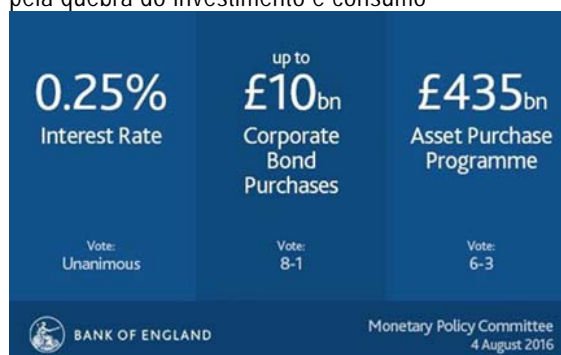 pela quebra do investimento e consumo
0.25%
Interest Rate
Vote:
Unanimous
up to
£10bn
Corporate
Bond
Purchases
Vote:
8-1
£435bn
Asset Purchase
Programme
Vote:
6-3
BANK OF ENGLAND
Monetary Policy Committee
4 August 2016